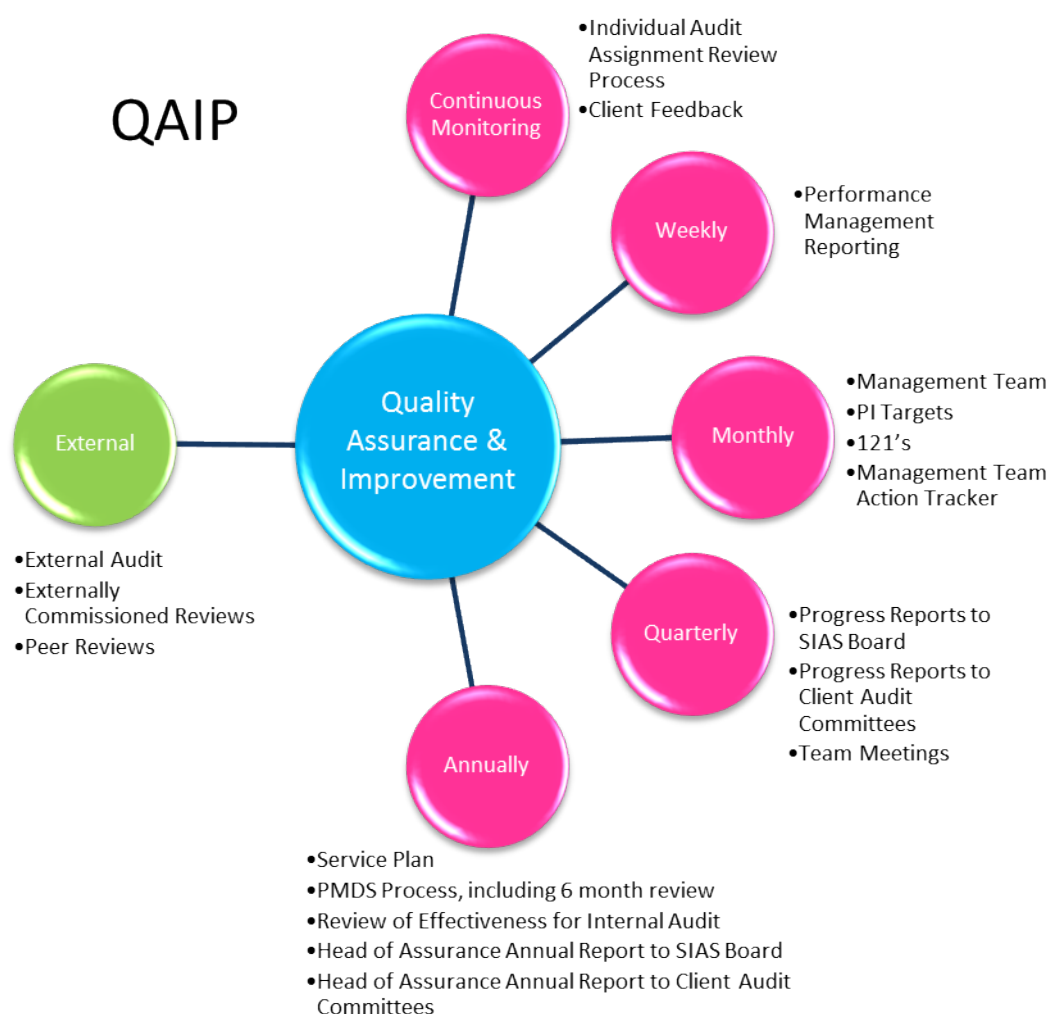 QAIP
Continuous
Monitoring
•Individual Audit
Assignment Review
Process
•Client Feedback
Weekly
•Performance
Management
Reporting
Monthly
•Management Team
•PI Targets
•121’s
•Management Team
Action Tracker
Quarterly
•Progress Reports to
SIAS Board
•Progress Reports to
Client Audit
Committees
•Team Meetings
Annually
•Service Plan
•PMDS Process, including 6 month review
•Review of Effectiveness for Internal Audit
•Head of Assurance Annual Report to SIAS Board
•Head of Assurance Annual Report to Client Audit
Committees
External
•External Audit
•Externally
Commissioned Reviews
•Peer Reviews
Quality
Assurance &
Improvement